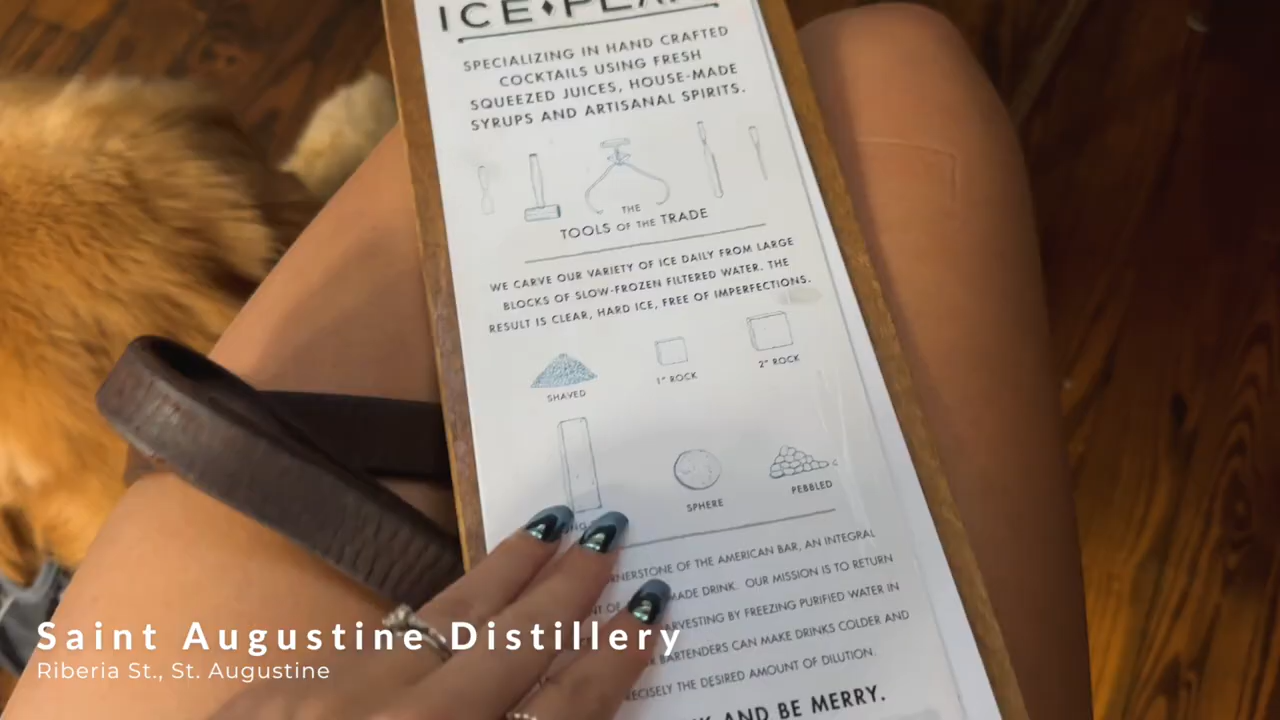 ICE
SPECIALIZING IN HAND CRAFTED
COCKTAILS USING FRESH
SQUEEZED JUICES, HOUSE-MADE
SYRUPS AND ARTISANAL SPIRITS.
THE
TOOLS OF THE TRADE
WE CARVE OUR VARIETY OF ICE DAILY FROM LARGE
BLOCKS OF SLOW-FROZEN FILTERED WATER. THE
RESULT IS CLEAR, HARD ICE, FREE OF IMPERFECTIONS.
SHAVED
1" ROCK
2" ROCK
SPHERE
PEBBLED
OF THE AMERICAN BAR, AN INTEGRAL
MADE DRINK. OUR MISSION IS TO RETURN
BY FREEZING PURIFIED WATER IN
BARTENDERS CAN MAKE DRINKS COLDER AND
THE DESIRED AMOUNT OF DILUTION.
AND BE MERRY.
Saint Augustine Distillery
Riberia St., St. Augustine